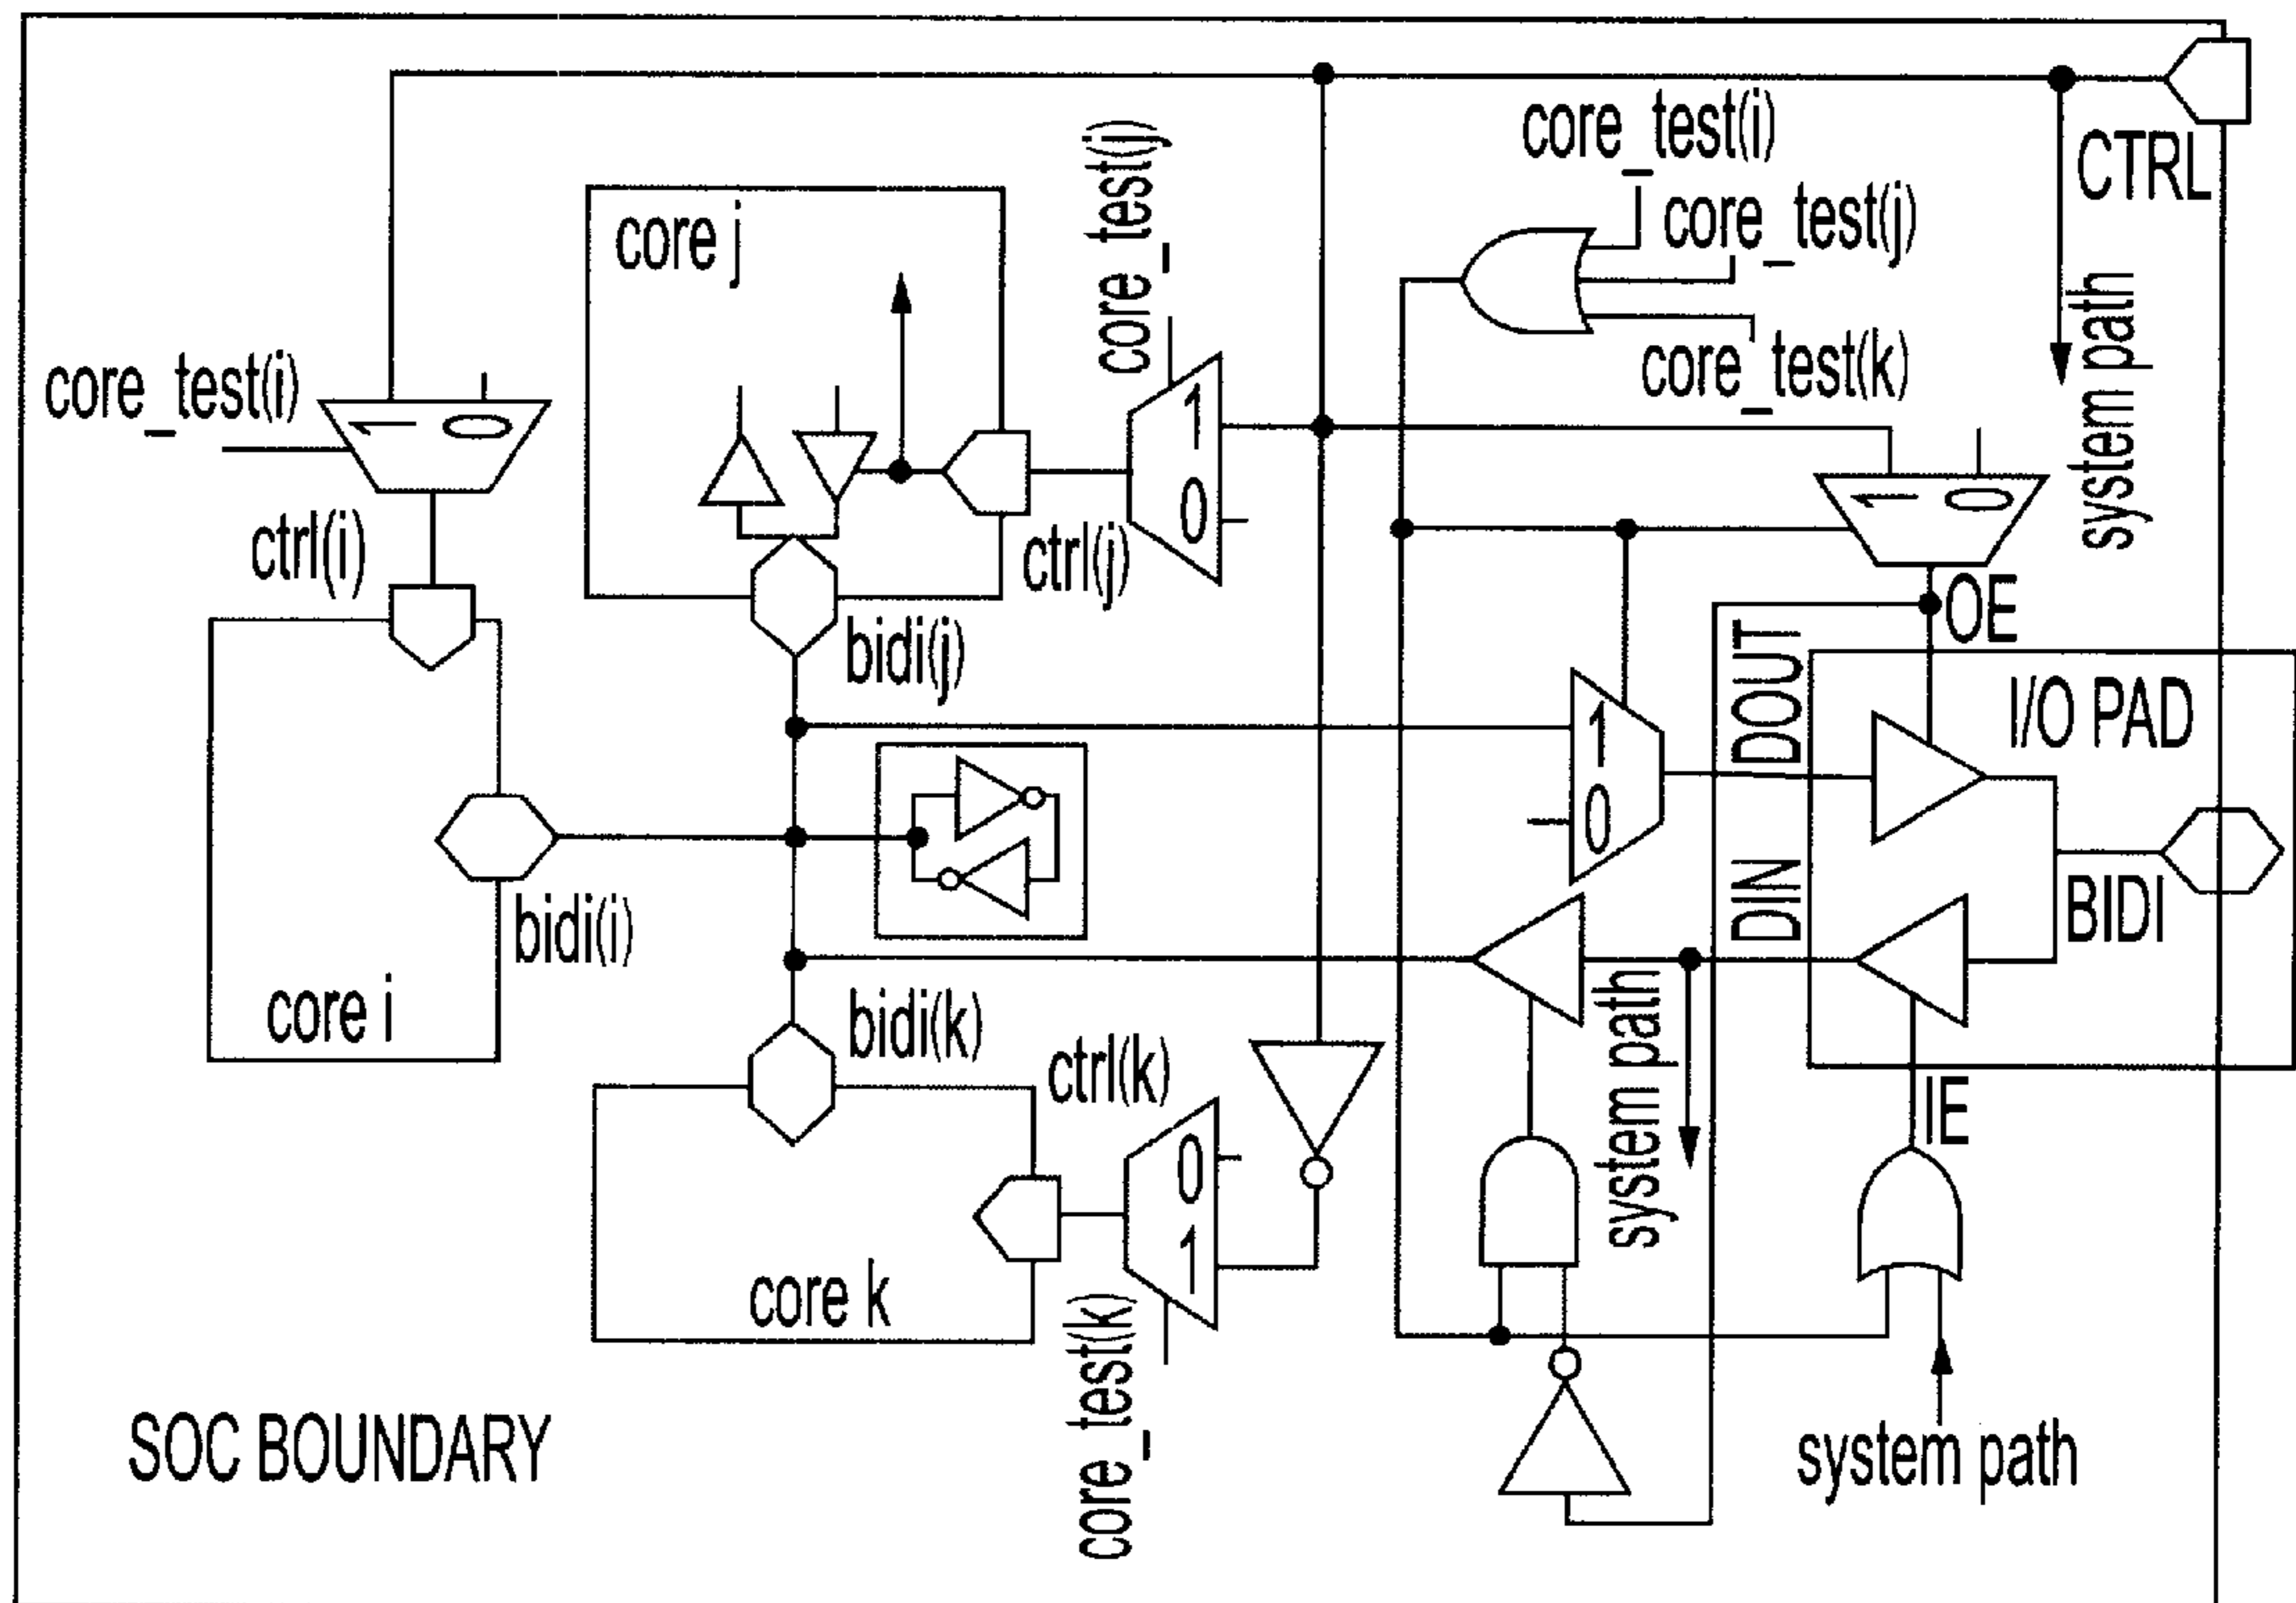 core_test(i)
core_test(j)
CTRL
core_test(j)
core j
core_test(k)
system path
core_test(i)
1 0
1
0
1 0
ctrl(i)
ctrl(j)
OE
bidi(j)
DOUT
I/O PAD
1
0
bidi(i)
DIN
BIDI
core i
bidi(k)
ctrl(k)
system path
IE
0
1
core k
core_test(k)
SOC BOUNDARY
system path